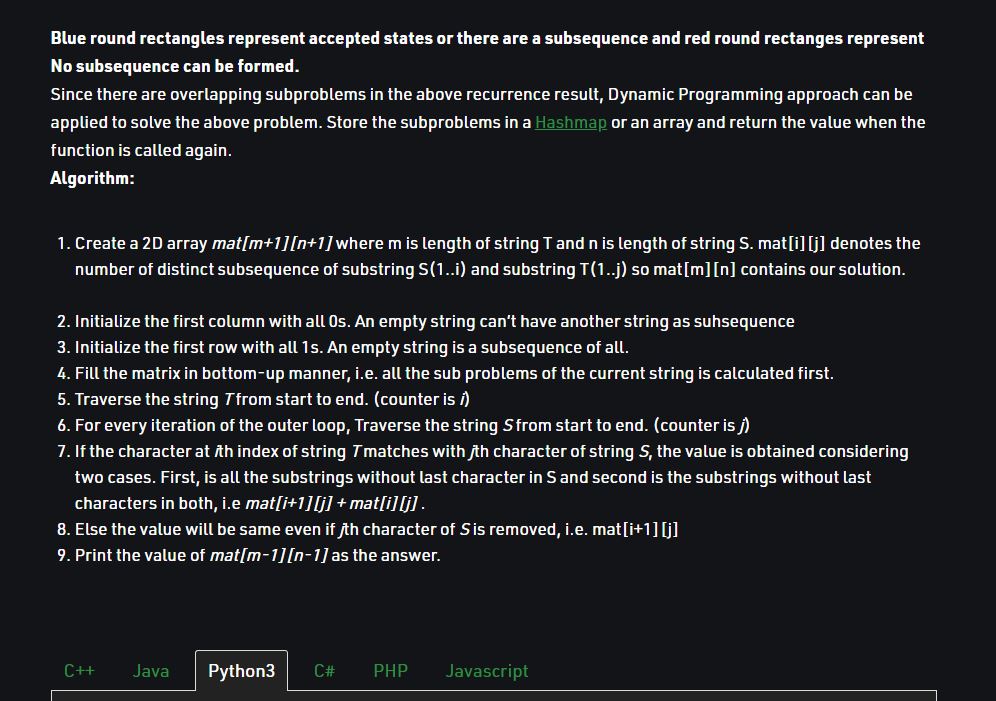 Blue round rectangles represent accepted states or there are a subsequence and red round rectanges represent
No subsequence can be formed.
Since there are overlapping subproblems in the above recurrence result, Dynamic Programming approach can be
applied to solve the above problem. Store the subproblems in a Hashmap or an array and return the value when the
function is called again.
Algorithm:
1. Create a 2D array mat[m+1][n+1] where m is length of string T and n is length of string S. mat[i][j] denotes the
number of distinct subsequence of substring S(1..i) and substring T(1..j) so mat[m][n] contains our solution.
2. Initialize the first column with all 0s. An empty string can't have another string as suhsequence
3. Initialize the first row with all 1s. An empty string is a subsequence of all.
4. Fill the matrix in bottom-up manner, i.e. all the sub problems of the current string is calculated first.
5. Traverse the string T from start to end. (counter is i)
6. For every iteration of the outer loop, Traverse the string S from start to end. (counter is j)
7. If the character at ith index of string T matches with jth character of string S, the value is obtained considering
two cases. First, is all the substrings without last character in S and second is the substrings without last
characters in both, i.e mat[i+1][j] + mat[i][j] .
8. Else the value will be same even if jth character of S is removed, i.e. mat[i+1][j]
9. Print the value of mat[m-1][n-1] as the answer.
C++ Java Python3 C# PHP Javascript